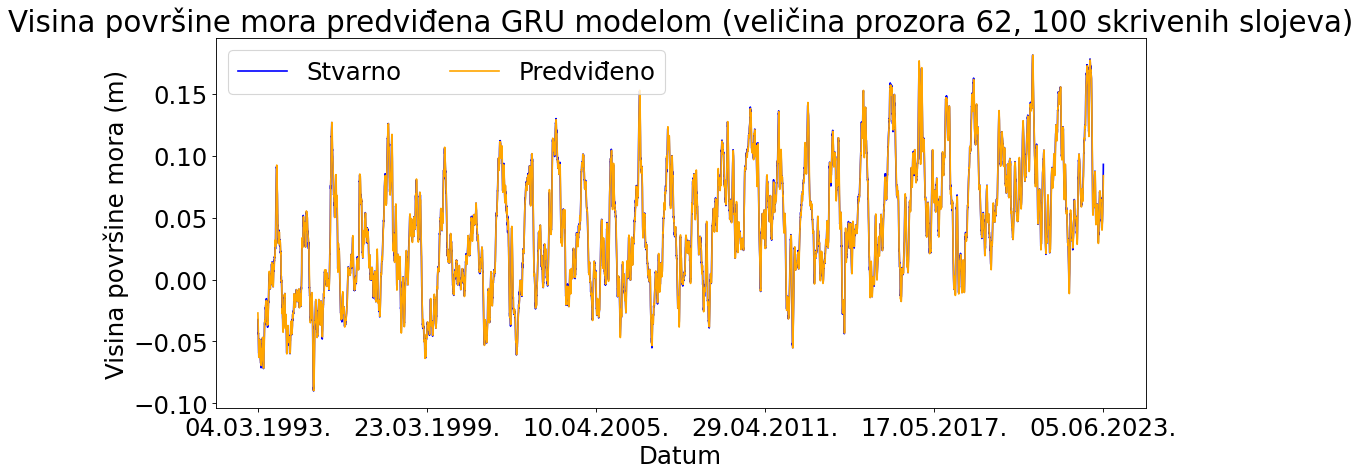 Visina površine mora predviđena GRU modelom (veličina prozora 62, 100 skrivenih slojeva)
Stvarno Predviđeno
Visina površine mora (m)
0.15
0.10
0.05
0.00
−0.05
−0.10
04.03.1993. 23.03.1999. 10.04.2005. 29.04.2011. 17.05.2017. 05.06.2023.
Datum